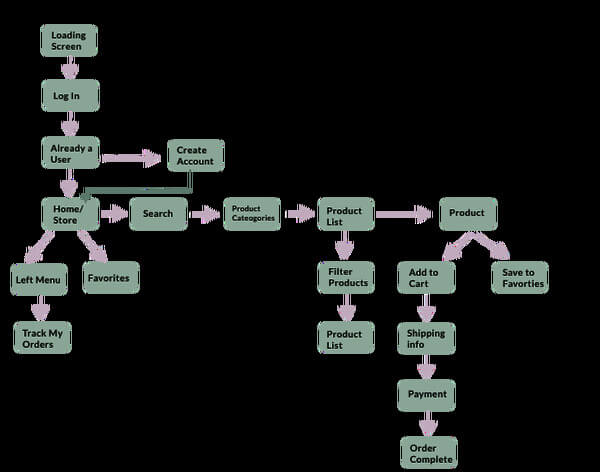 Loading
Screen
Log In
Already a
User
Create
Account
Home/
Store
Search
Product
Cateogories
Product
List
Product
Left Menu
Favorites
Filter
Products
Add to
Cart
Save to
Favorties
Track My
Orders
Product
List
Shipping
info
Payment
Order
Complete